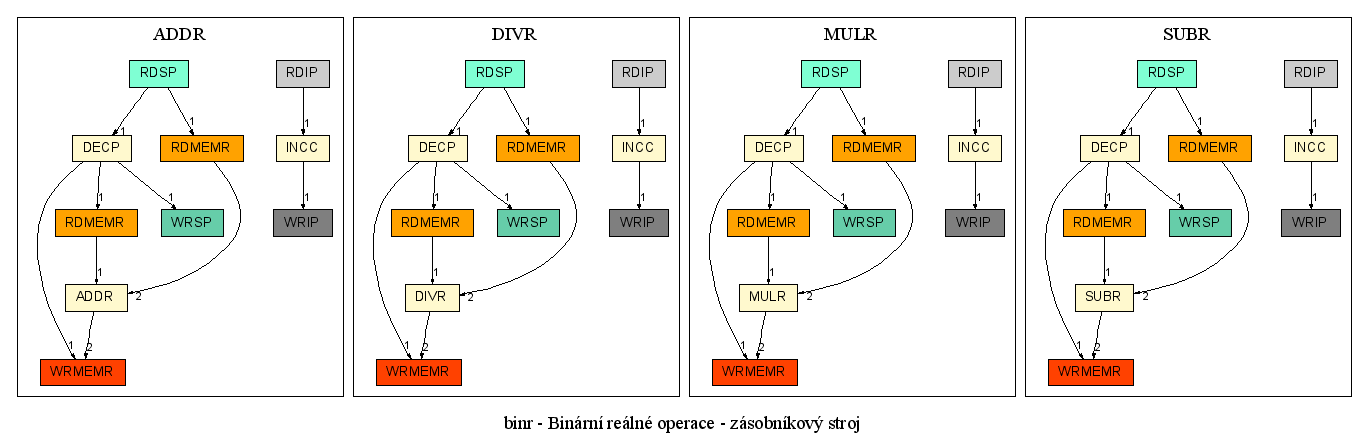 ADDR DIVR MULR SUBR
RDSP RDIP RDSP RDIP RDSP RDIP RDSP RDIP
1 1 1 1 1 1 1 1 1 1 1 1
DECP RDMEMR INCC DECP RDMEMR INCC DECP RDMEMR INCC DECP RDMEMR INCC
1 1 1 1 1 1 1 1 1 1 1 1
RDMEMR WRSP WRIP RDMEMR WRSP WRIP RDMEMR WRSP WRIP RDMEMR WRSP WRIP
1 1 1 1
ADDR 2 DIVR 2 MULR 2 SUBR 2
1 2 1 2 1 2 1 2
WRMEMR WRMEMR WRMEMR WRMEMR
binr - Binární reálné operace - zásobníkový stroj